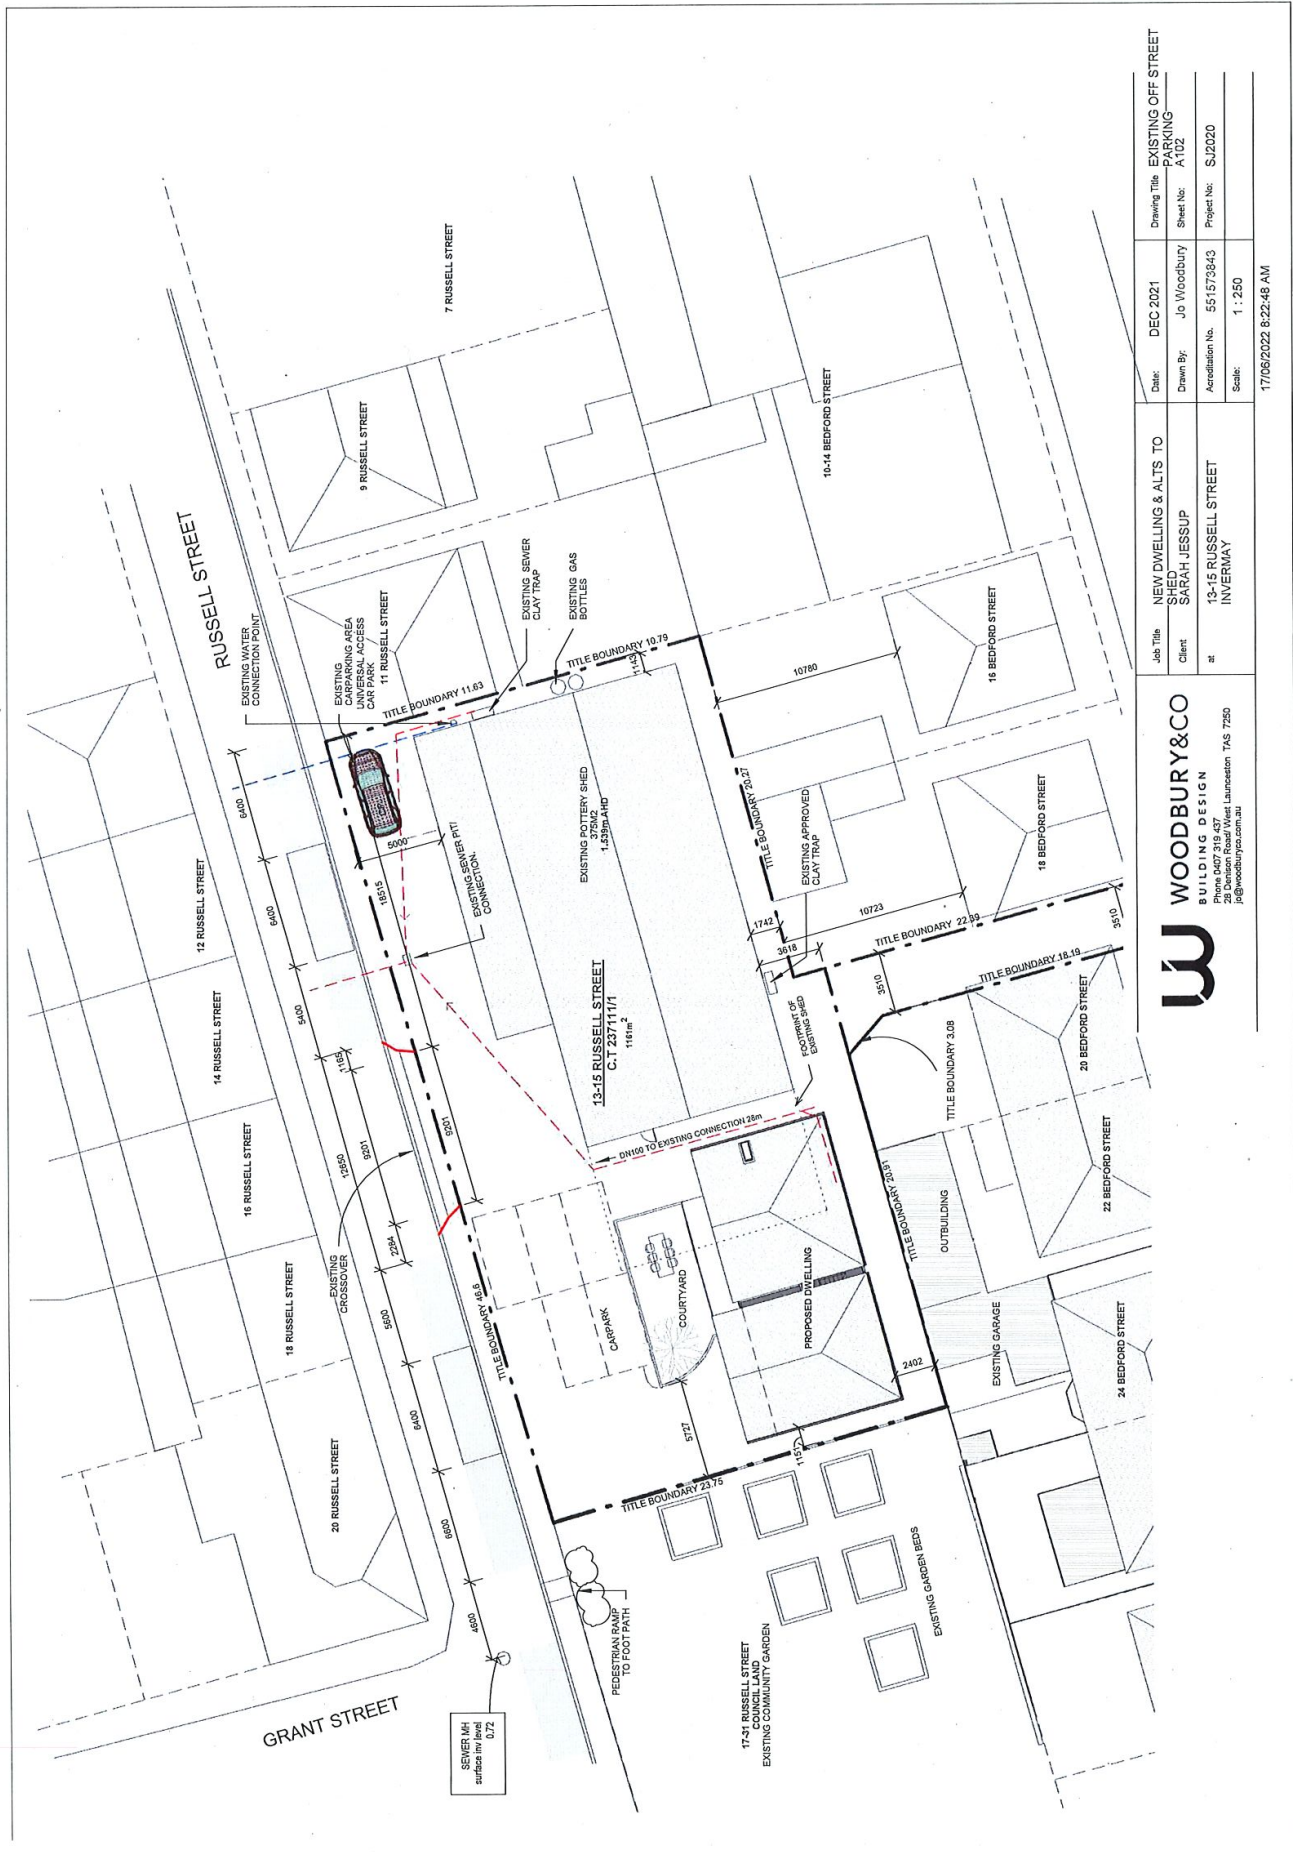 RUSSELL STREET
GRANT STREET
7 RUSSELL STREET
9 RUSSELL STREET
11 RUSSELL STREET
12 RUSSELL STREET
14 RUSSELL STREET
16 RUSSELL STREET
18 RUSSELL STREET
20 RUSSELL STREET
EXISTING WATER
CONNECTION POINT
EXISTING
CARPARKING AREA
UNIVERSAL ACCESS
CAR PARK
EXISTING SEWER
CLAY TRAP
EXISTING GAS
BOTTLES
TITLE BOUNDARY 11.63
TITLE BOUNDARY 10.79
1143
6400
6400
5400
1165
12650
9201
2284
5600
6400
6600
4600
5000
18515
9201
EXISTING SEWER PIT/
CONNECTION.
EXISTING POTTERY SHED
375M2
1.539m AHD
13-15 RUSSELL STREET
C.T 237111/1
1161m²
EXISTING
CROSSOVER
TITLE BOUNDARY 46.6
SEWER MH
surface inv level
0.72
PEDESTRIAN RAMP
TO FOOT PATH
CARPARK
COURTYARD
PROPOSED DWELLING
DN100 TO EXISTING CONNECTION 28m
FOOTPRINT OF
EXISTING SHED
5727
1157
2402
TITLE BOUNDARY 23.75
TITLE BOUNDARY 20.91
TITLE BOUNDARY 20.27
EXISTING APPROVED
CLAY TRAP
1742
3618
10780
10723
TITLE BOUNDARY 22.39
3510
3510
TITLE BOUNDARY 18.19
TITLE BOUNDARY 3.08
OUTBUILDING
EXISTING GARAGE
10-14 BEDFORD STREET
16 BEDFORD STREET
18 BEDFORD STREET
20 BEDFORD STREET
22 BEDFORD STREET
24 BEDFORD STREET
17-31 RUSSELL STREET
COUNCIL LAND
EXISTING COMMUNITY GARDEN
EXISTING GARDEN BEDS
WOODBURY&CO
BUILDING DESIGN
Phone 0407 319 437
28 Denison Road/ West Launceston TAS 7250
jo@woodburyco.com.au
Job Title NEW DWELLING & ALTS TO
SHED
Client SARAH JESSUP
at 13-15 RUSSELL STREET
INVERMAY
Date: DEC 2021
Drawn By: Jo Woodbury
Acreditation No. 551573843
Scale: 1 : 250
Drawing Title EXISTING OFF STREET
PARKING
Sheet No: A102
Project No: SJ2020
17/06/2022 8:22:48 AM